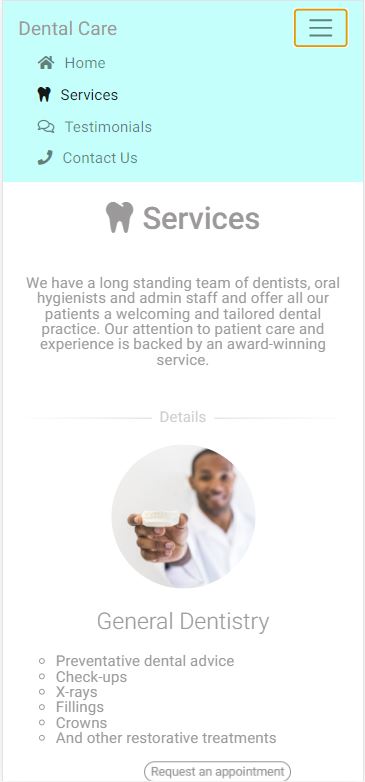 Dental Care
Home
Services
Testimonials
Contact Us
Services
We have a long standing team of dentists, oral
hygienists and admin staff and offer all our
patients a welcoming and tailored dental
practice. Our attention to patient care and
experience is backed by an award-winning
service.
Details
General Dentistry
Preventative dental advice
Check-ups
X-rays
Fillings
Crowns
And other restorative treatments
Request an appointment